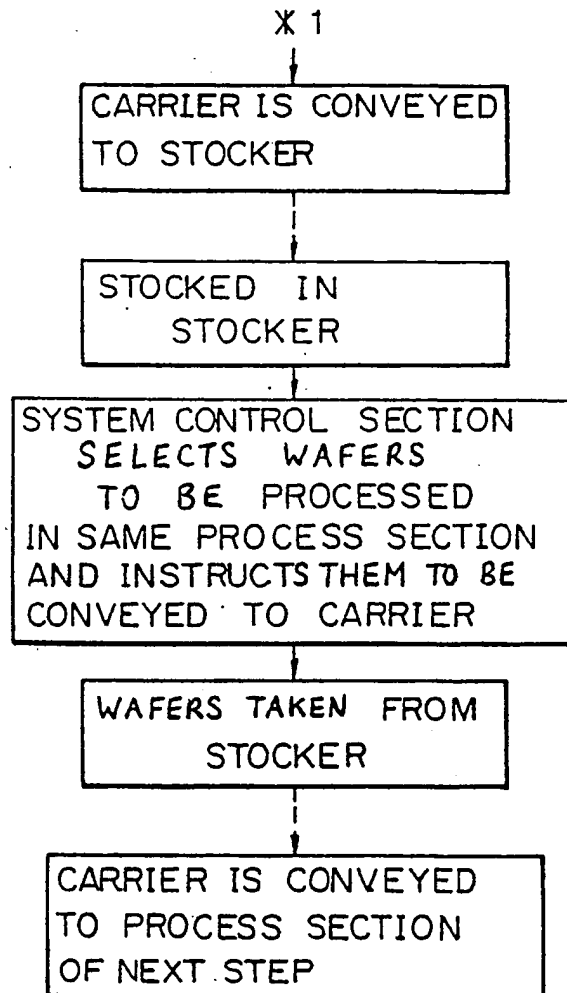 ※ 1
CARRIER IS CONVEYED
TO STOCKER
STOCKED IN
STOCKER
SYSTEM CONTROL SECTION
SELECTS WAFERS
TO BE PROCESSED
IN SAME PROCESS SECTION
AND INSTRUCTS THEM TO BE
CONVEYED TO CARRIER
WAFERS TAKEN FROM
STOCKER
CARRIER IS CONVEYED
TO PROCESS SECTION
OF NEXT STEP